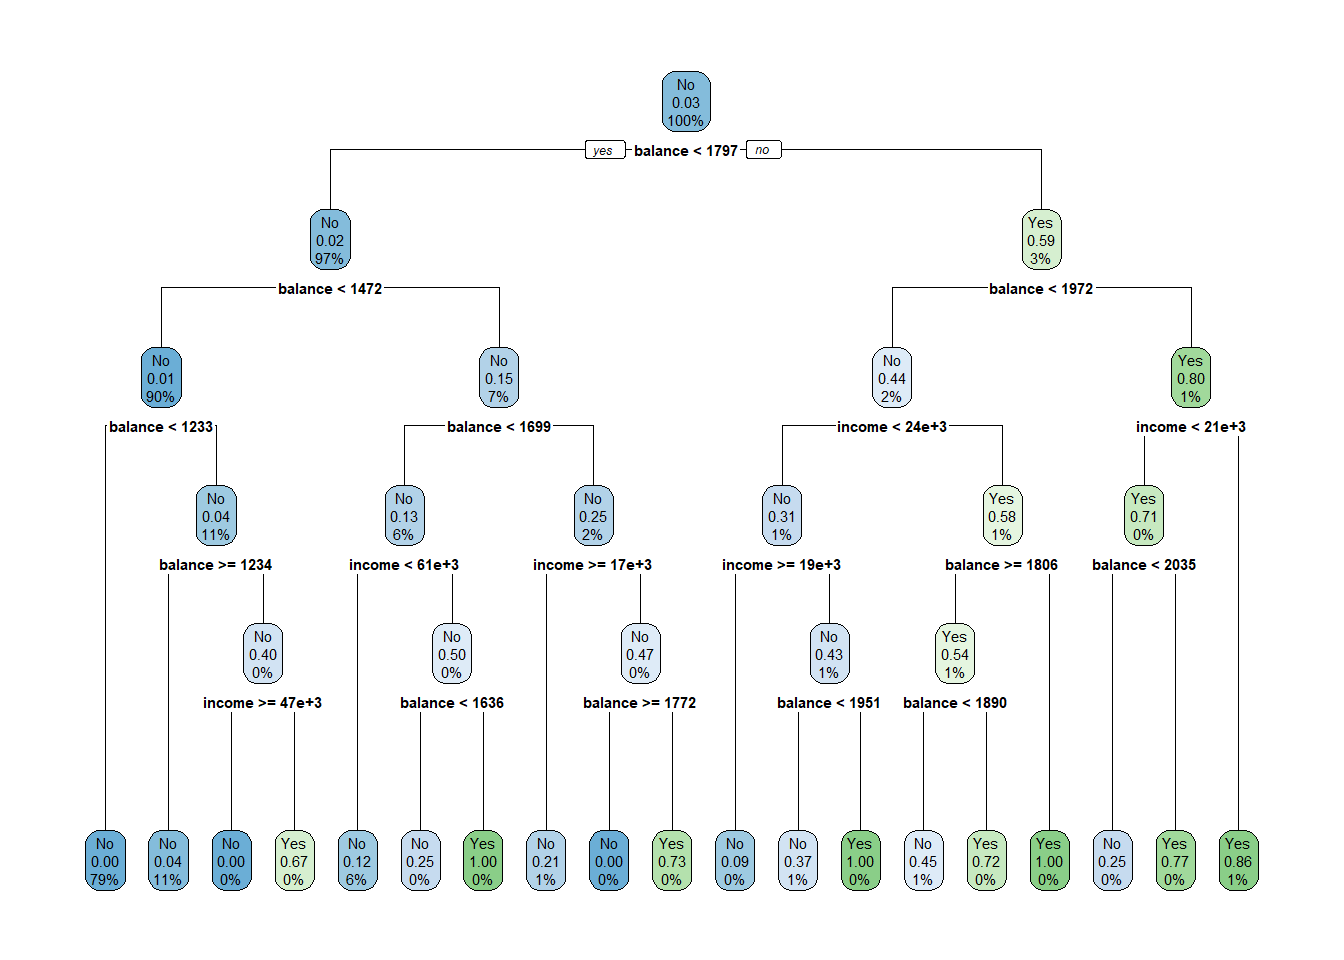 No
0.03
100%
yes balance < 1797 no
No
0.02
97%
Yes
0.59
3%
balance < 1472
balance < 1972
No
0.01
90%
No
0.15
7%
No
0.44
2%
Yes
0.80
1%
balance < 1233
balance < 1699
income < 24e+3
income < 21e+3
No
0.04
11%
No
0.13
6%
No
0.25
2%
No
0.31
1%
Yes
0.58
1%
Yes
0.71
0%
balance >= 1234
income < 61e+3
income >= 17e+3
income >= 19e+3
balance >= 1806
balance < 2035
No
0.40
0%
No
0.50
0%
No
0.47
0%
No
0.43
1%
Yes
0.54
1%
income >= 47e+3
balance < 1636
balance >= 1772
balance < 1951
balance < 1890
No
0.00
79%
No
0.04
11%
No
0.00
0%
Yes
0.67
0%
No
0.12
6%
No
0.25
0%
Yes
1.00
0%
No
0.21
1%
No
0.00
0%
Yes
0.73
0%
No
0.09
0%
No
0.37
1%
Yes
1.00
0%
No
0.45
1%
Yes
0.72
0%
Yes
1.00
0%
No
0.25
0%
Yes
0.77
0%
Yes
0.86
1%